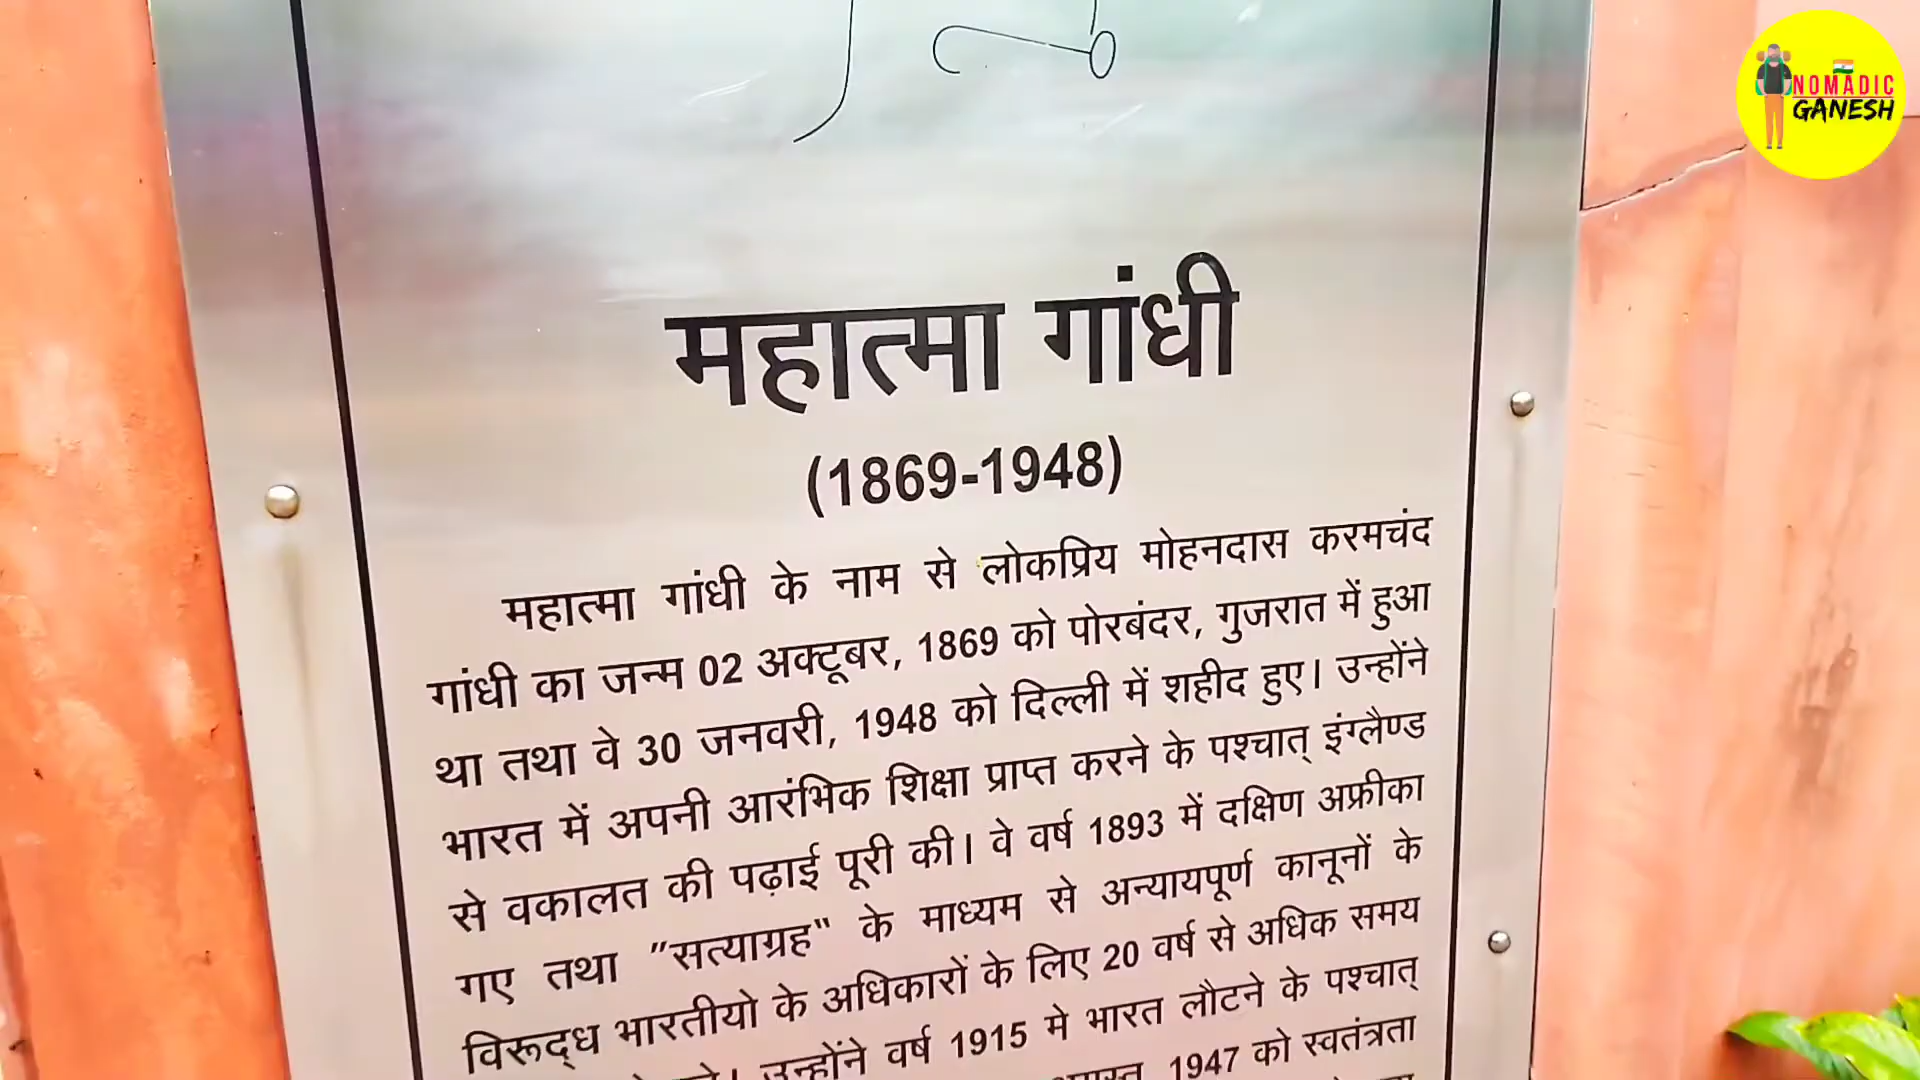 NOMADIC
GANESH
महात्मा गांधी
(1869-1948)
महात्मा गांधी के नाम से लोकप्रिय मोहनदास करमचंद
गांधी का जन्म 02 अक्टूबर, 1869 को पोरबंदर, गुजरात में हुआ
था तथा वे 30 जनवरी, 1948 को दिल्ली में शहीद हुए। उन्होंने
भारत में अपनी आरंभिक शिक्षा प्राप्त करने के पश्चात् इंग्लैण्ड
से वकालत की पढ़ाई पूरी की। वे वर्ष 1893 में दक्षिण अफ्रीका
गए तथा "सत्याग्रह" के माध्यम से अन्यायपूर्ण कानूनों के
विरूद्ध भारतीयो के अधिकारों के लिए 20 वर्ष से अधिक समय
उन्होंने वर्ष 1915 मे भारत लौटने के पश्चात्
1947 को स्वतंत्रता